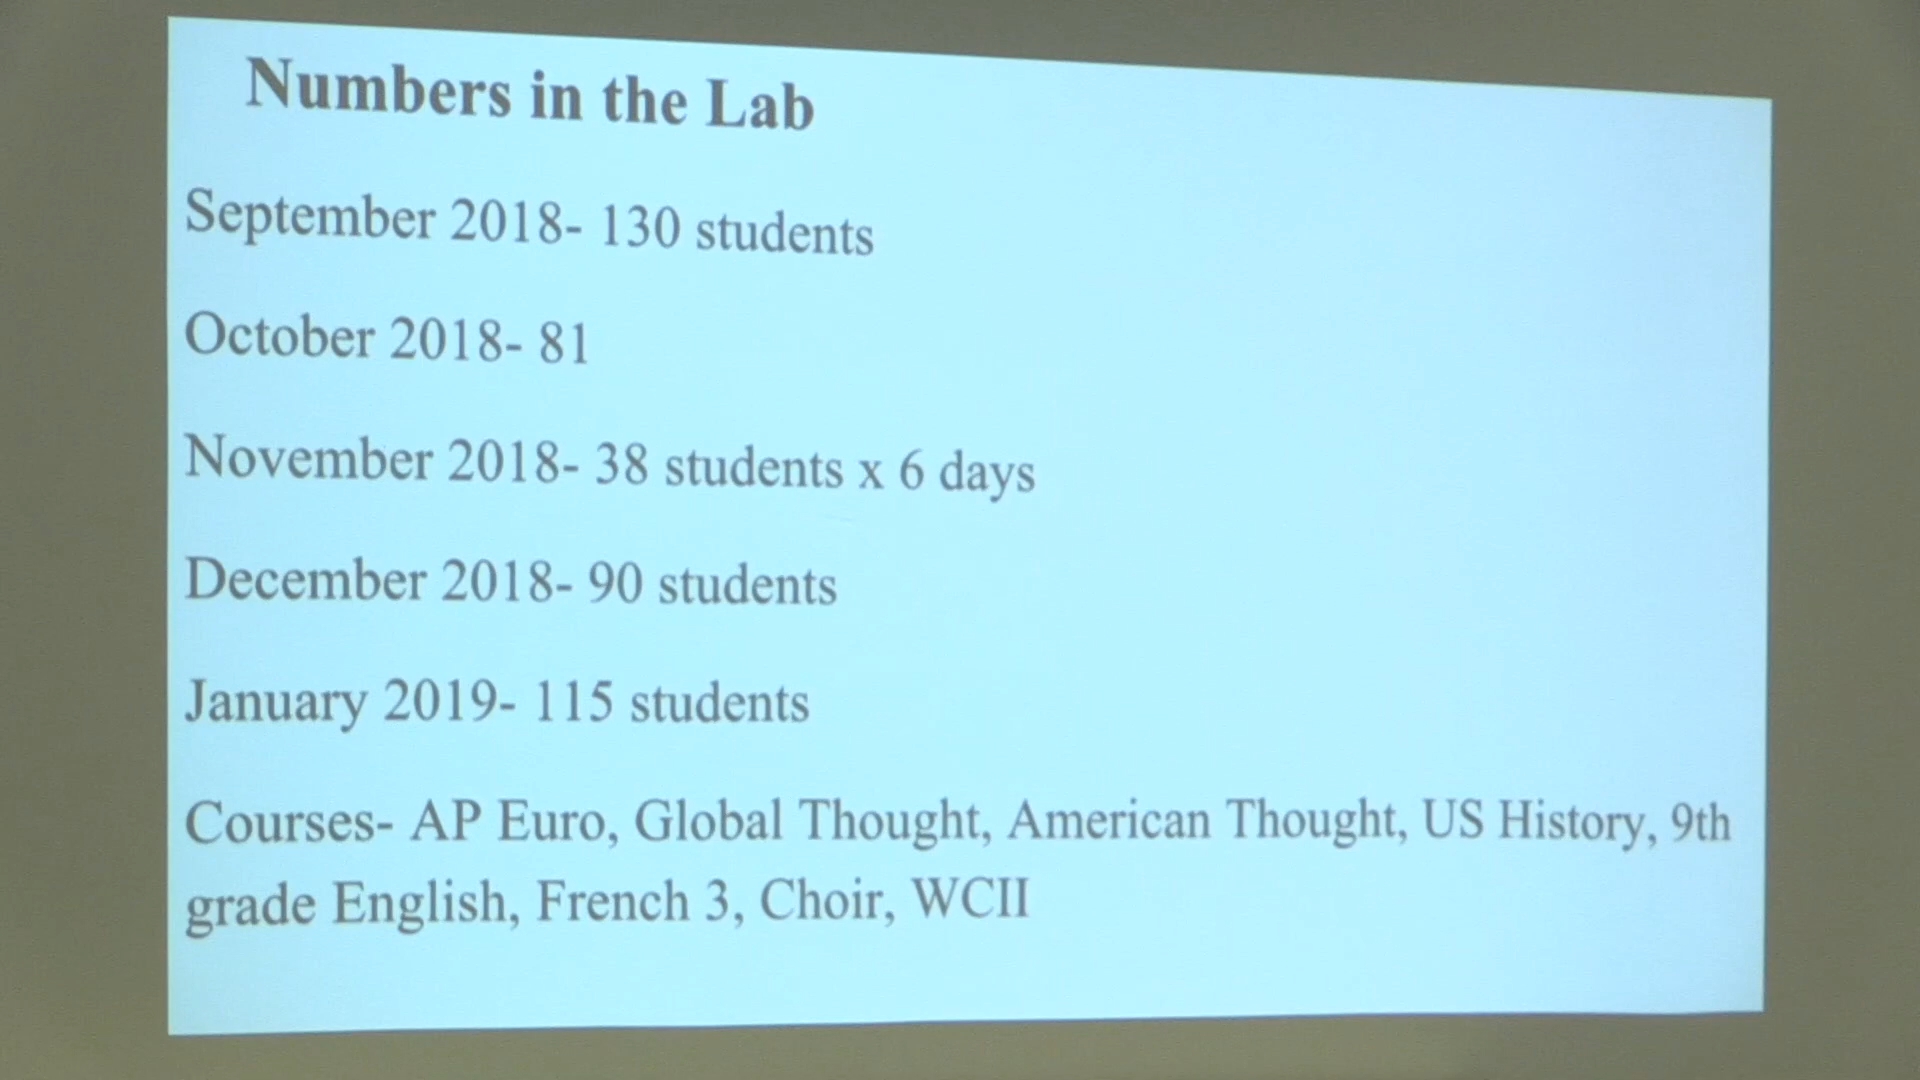 Numbers in the Lab
September 2018- 130 students
October 2018- 81
November 2018- 38 students x 6 days
December 2018- 90 students
January 2019- 115 students
Courses- AP Euro, Global Thought, American Thought, US History, 9th
grade English, French 3, Choir, WCII